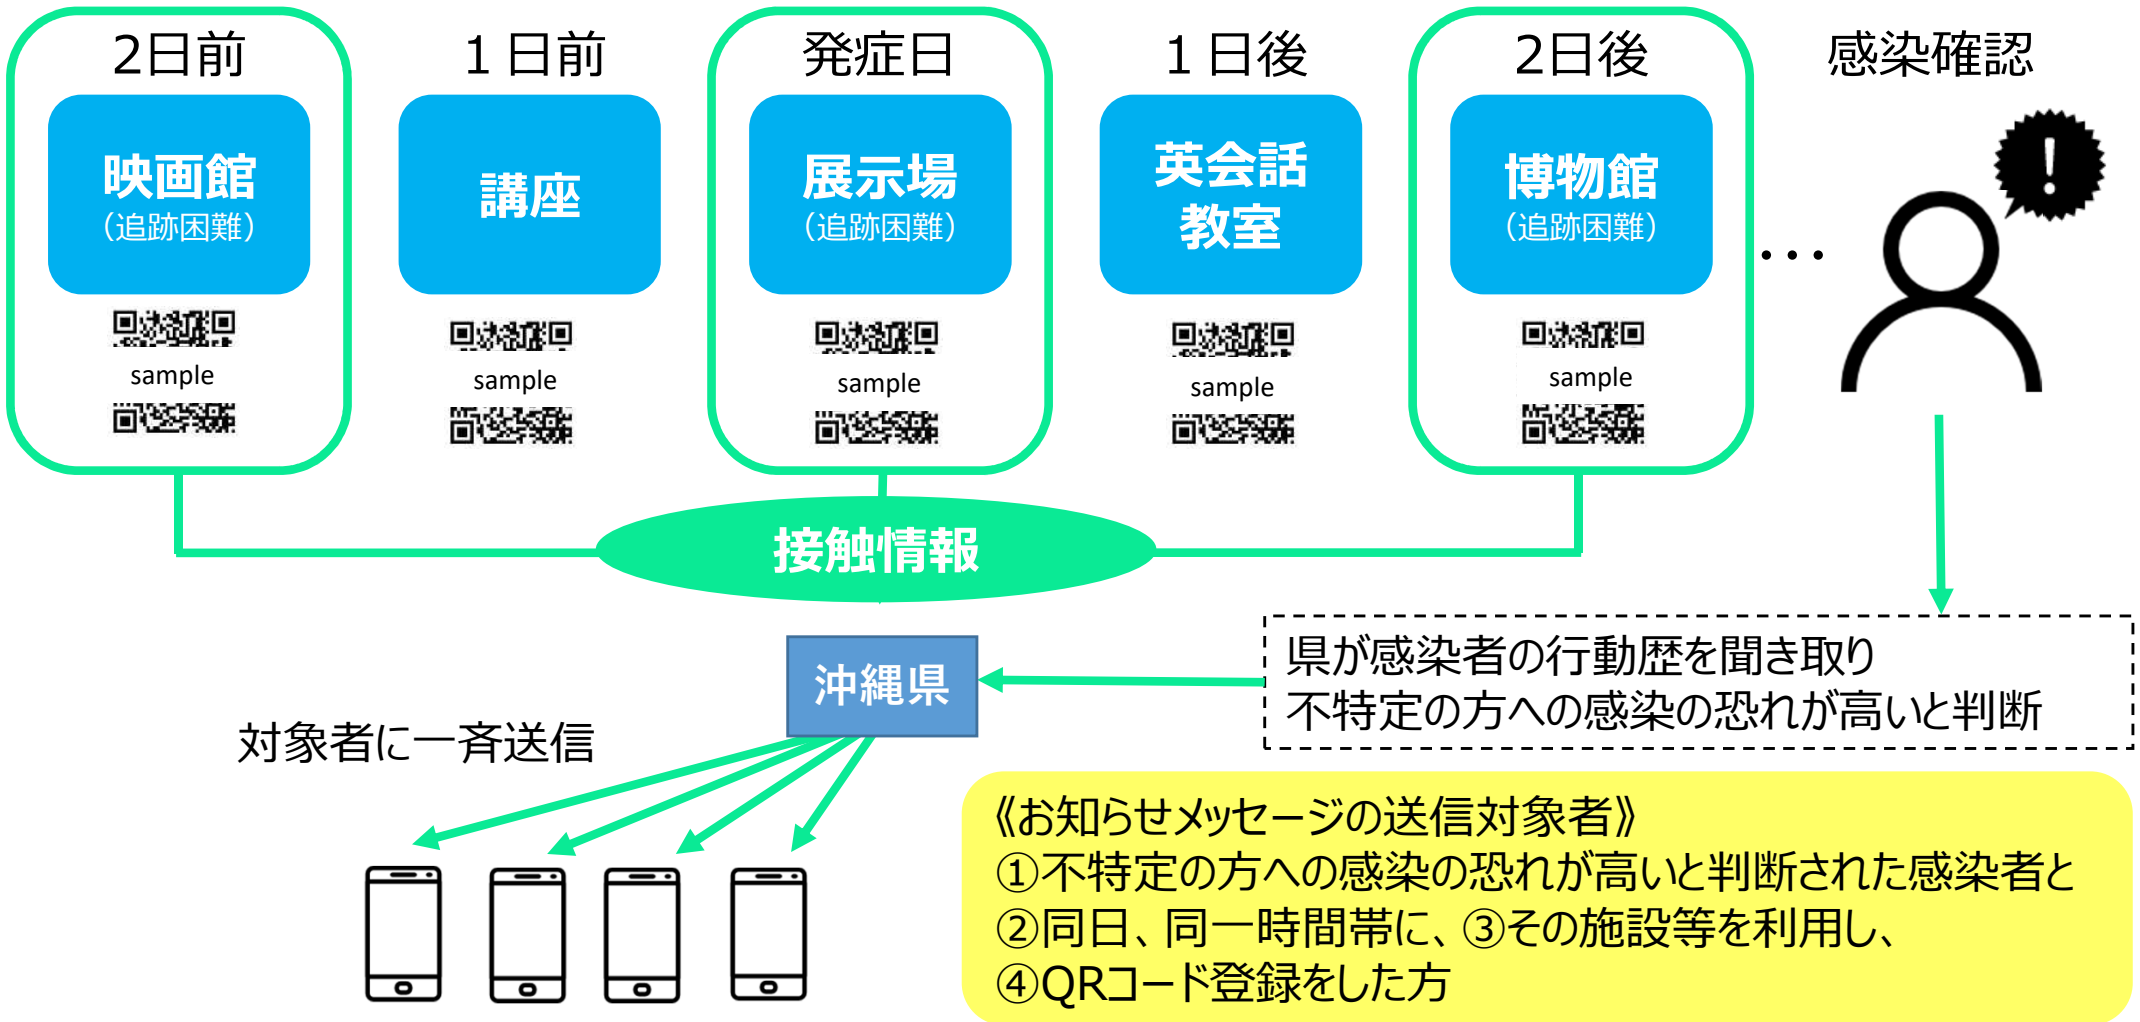 2日前
１日前
発症日
１日後
2日後
感染確認
映画館
（追跡困難）
講座
展示場
（追跡困難）
英会話
教室
博物館
（追跡困難）
…
!
sample
sample
sample
sample
sample
接触情報
県が感染者の行動歴を聞き取り
不特定の方への感染の恐れが高いと判断
沖縄県
対象者に一斉送信
《お知らせメッセージの送信対象者》
①不特定の方への感染の恐れが高いと判断された感染者と
②同日、同一時間帯に、③その施設等を利用し、
④QRコード登録をした方